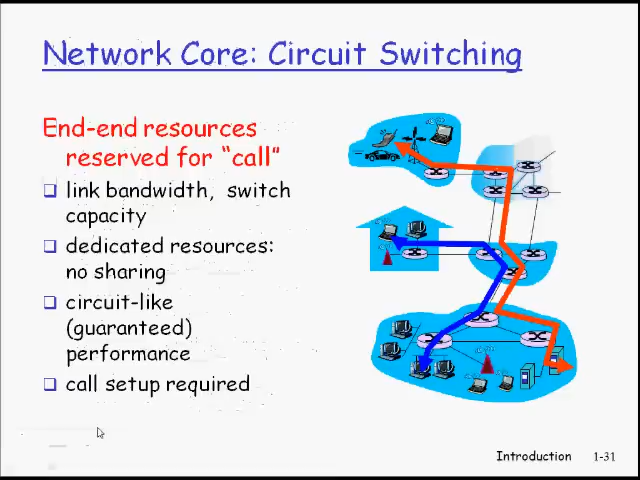 Network Core: Circuit Switching
End-end resources
reserved for “call”
link bandwidth, switch
capacity
dedicated resources:
no sharing
circuit-like
(guaranteed)
performance
call setup required
Introduction 1-31